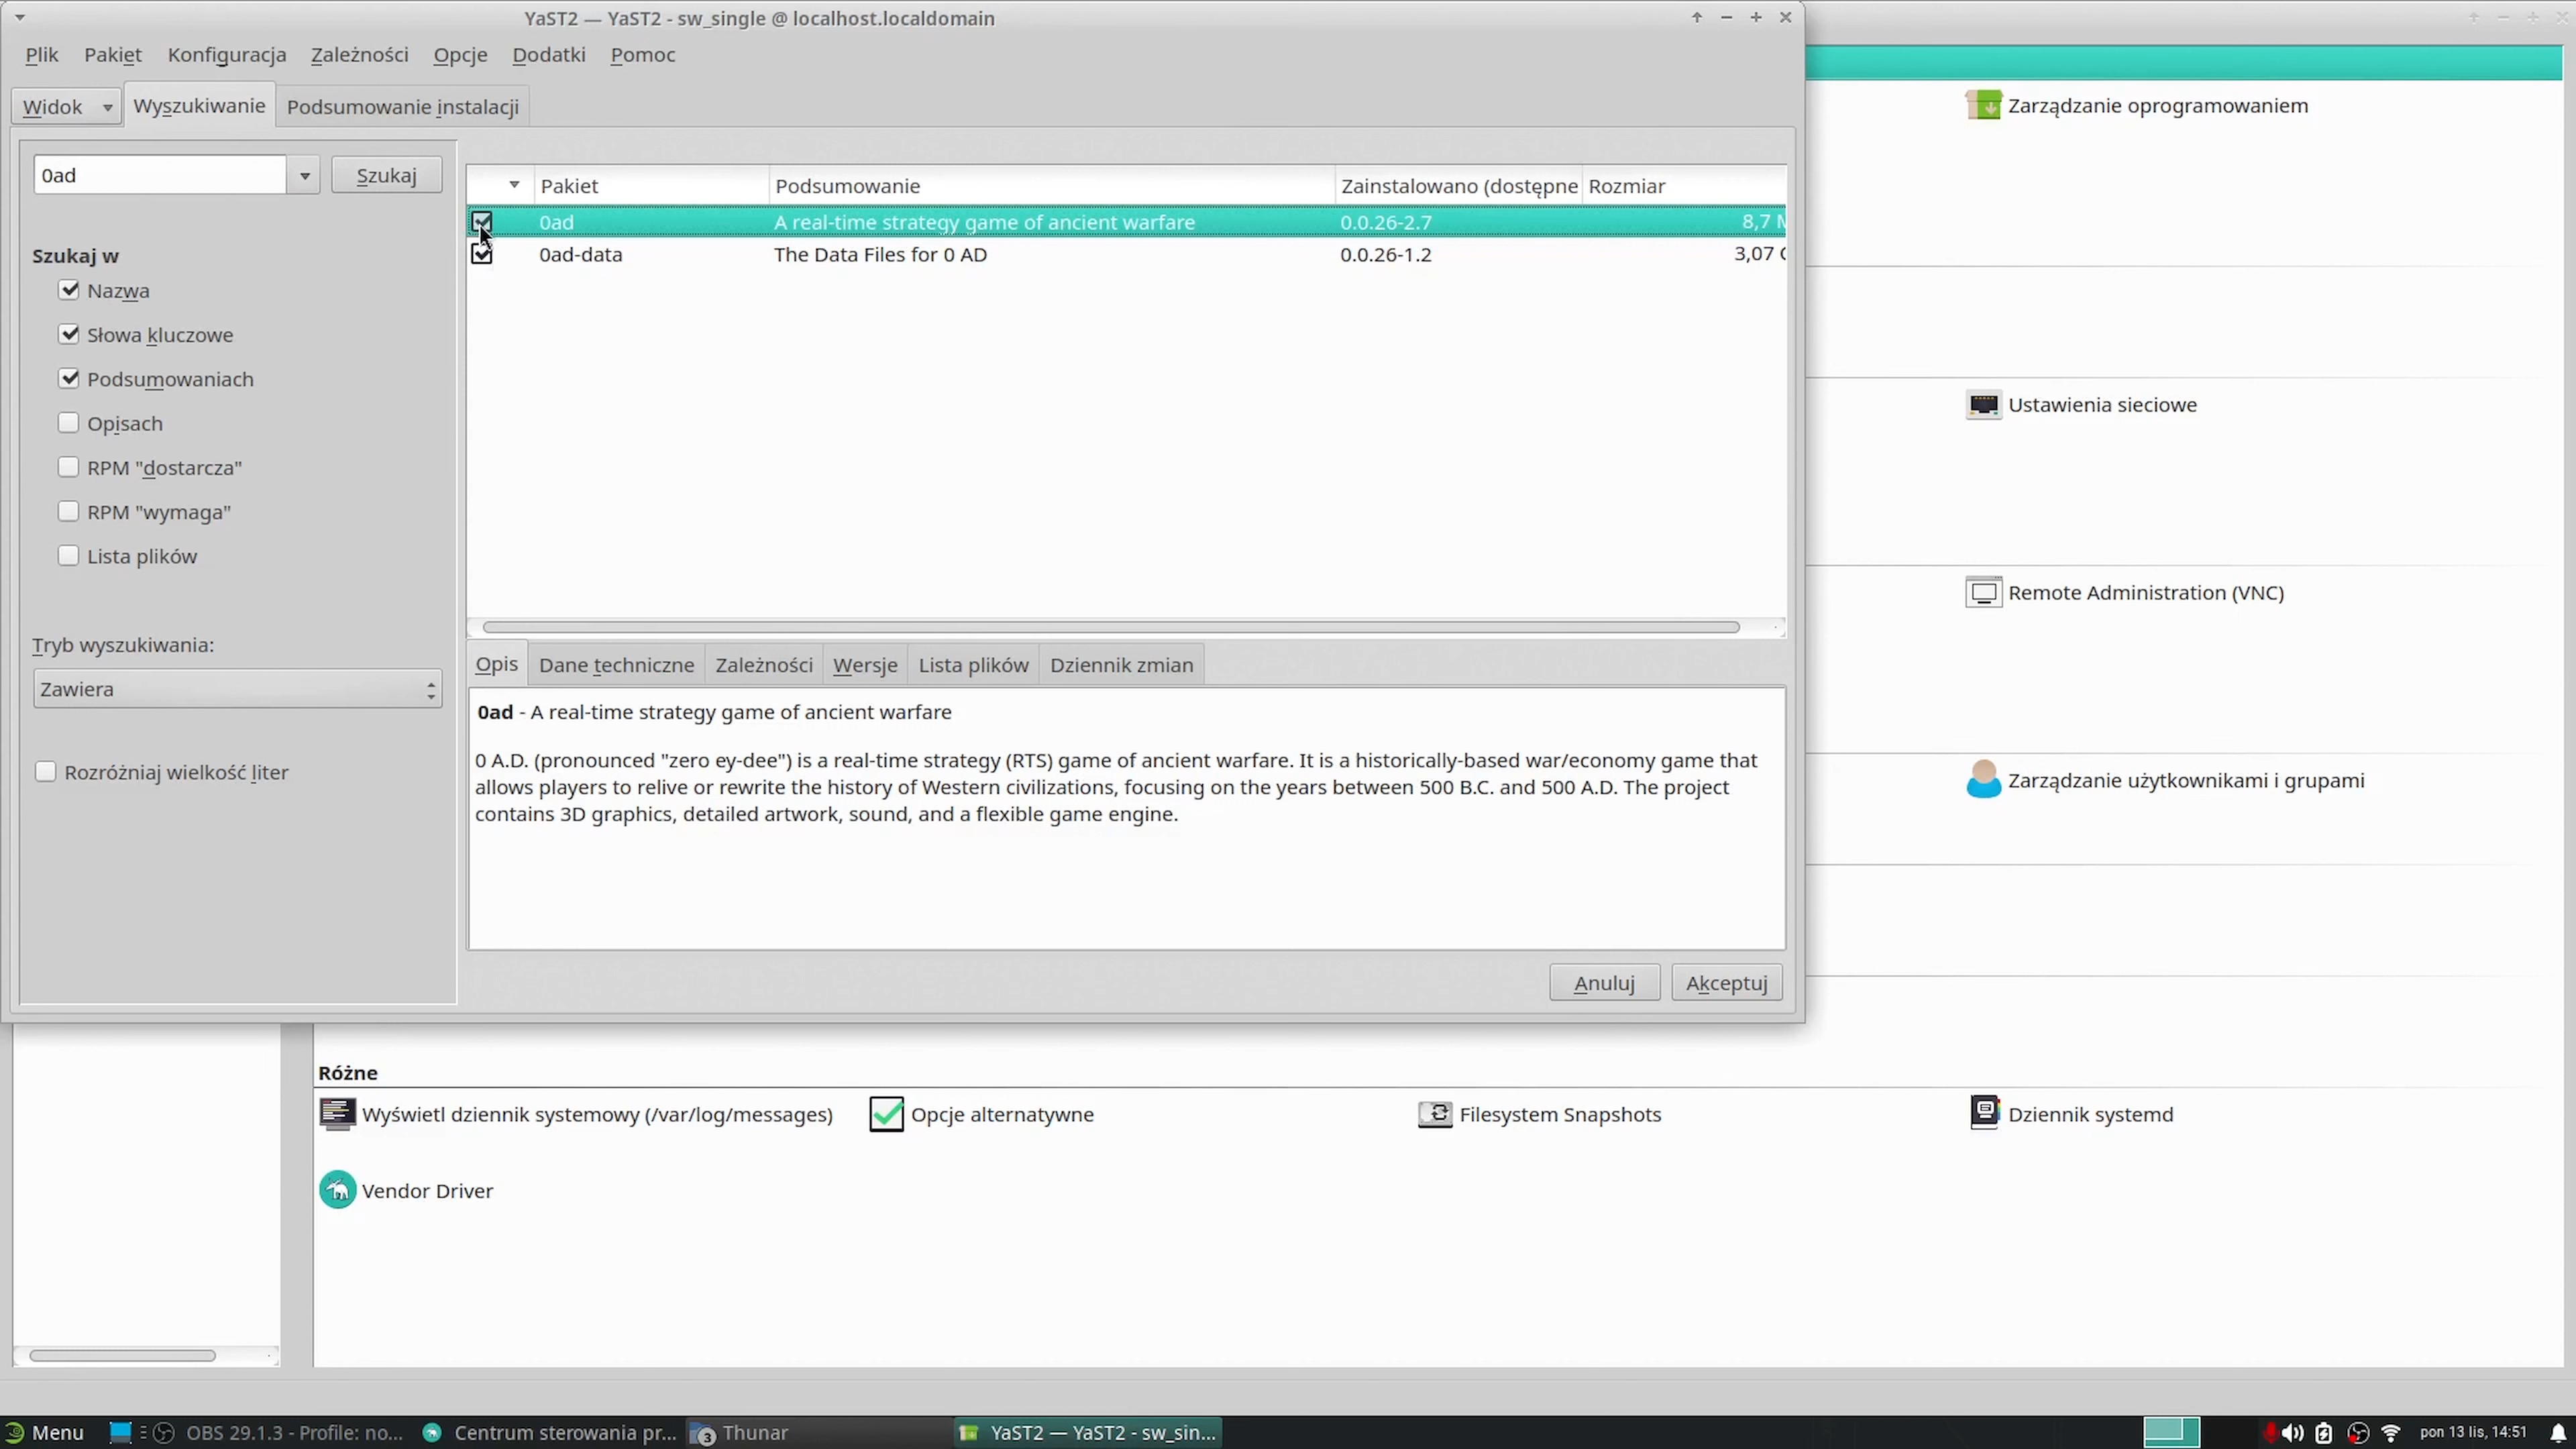 YaST2 — YaST2 - sw_single @ localhost.localdomain
Plik Pakiet Konfiguracja Zależności Opcje Dodatki Pomoc
Widok Wyszukiwanie Podsumowanie instalacji
0ad Szukaj
Szukaj w
Nazwa
Słowa kluczowe
Podsumowaniach
Opisach
RPM "dostarcza"
RPM "wymaga"
Lista plików
Tryb wyszukiwania:
Zawiera
Rozróżniaj wielkość liter
Pakiet Podsumowanie Zainstalowano (dostępne Rozmiar
0ad A real-time strategy game of ancient warfare 0.0.26-2.7 8,7
0ad-data The Data Files for 0 AD 0.0.26-1.2 3,07
Opis Dane techniczne Zależności Wersje Lista plików Dziennik zmian
0ad - A real-time strategy game of ancient warfare
0 A.D. (pronounced "zero ey-dee") is a real-time strategy (RTS) game of ancient warfare. It is a historically-based war/economy game that
allows players to relive or rewrite the history of Western civilizations, focusing on the years between 500 B.C. and 500 A.D. The project
contains 3D graphics, detailed artwork, sound, and a flexible game engine.
Anuluj Akceptuj
Zarządzanie oprogramowaniem
Ustawienia sieciowe
Remote Administration (VNC)
Zarządzanie użytkownikami i grupami
Różne
Wyświetl dziennik systemowy (/var/log/messages) Opcje alternatywne Filesystem Snapshots Dziennik systemd
Vendor Driver
Menu OBS 29.1.3 - Profile: no... Centrum sterowania pr... 3 Thunar YaST2 — YaST2 - sw_sin... pon 13 lis, 14:51